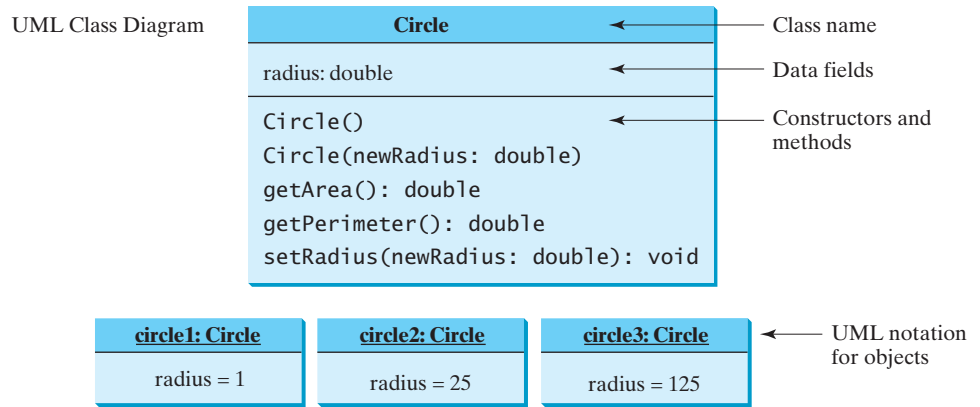 UML Class Diagram
Circle
Class name
radius: double
Data fields
Circle()
Constructors and
methods
Circle(newRadius: double)
getArea(): double
getPerimeter(): double
setRadius(newRadius: double): void
circle1: Circle
circle2: Circle
circle3: Circle
UML notation
for objects
radius = 1
radius = 25
radius = 125